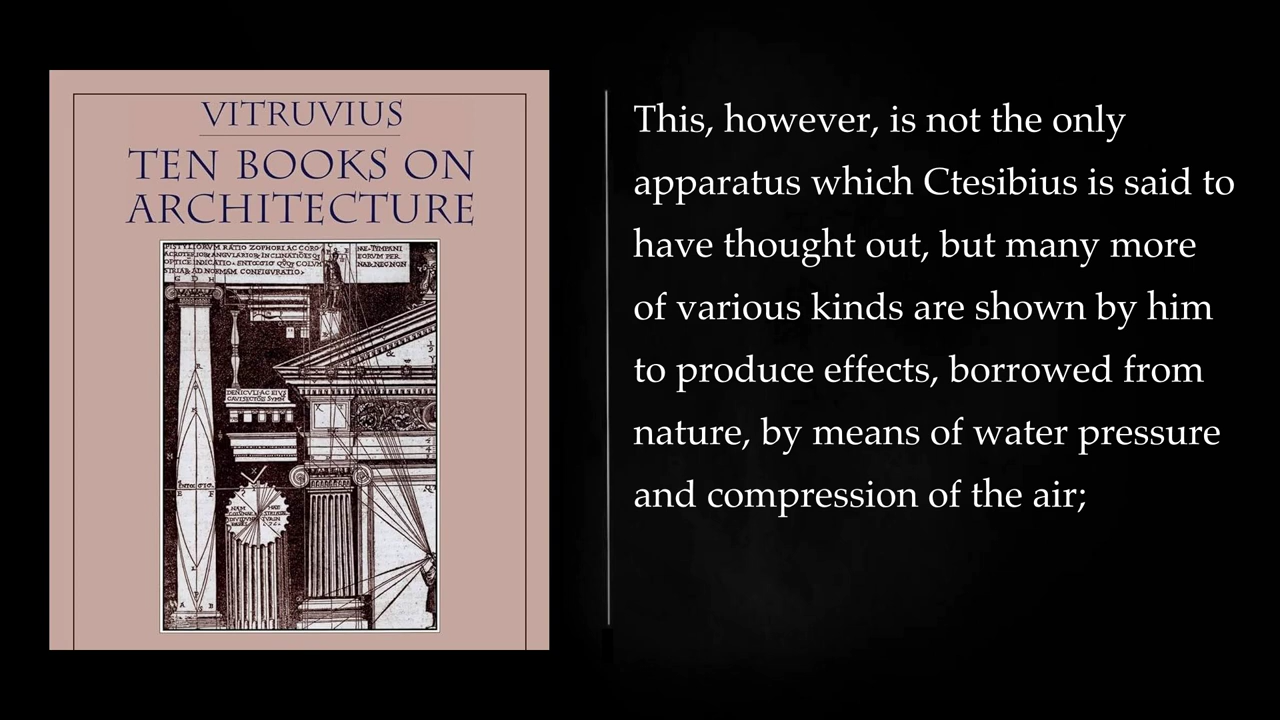 VITRUVIUS
TEN BOOKS ON
ARCHITECTURE
This, however, is not the only
apparatus which Ctesibius is said to
have thought out, but many more
of various kinds are shown by him
to produce effects, borrowed from
nature, by means of water pressure
and compression of the air;